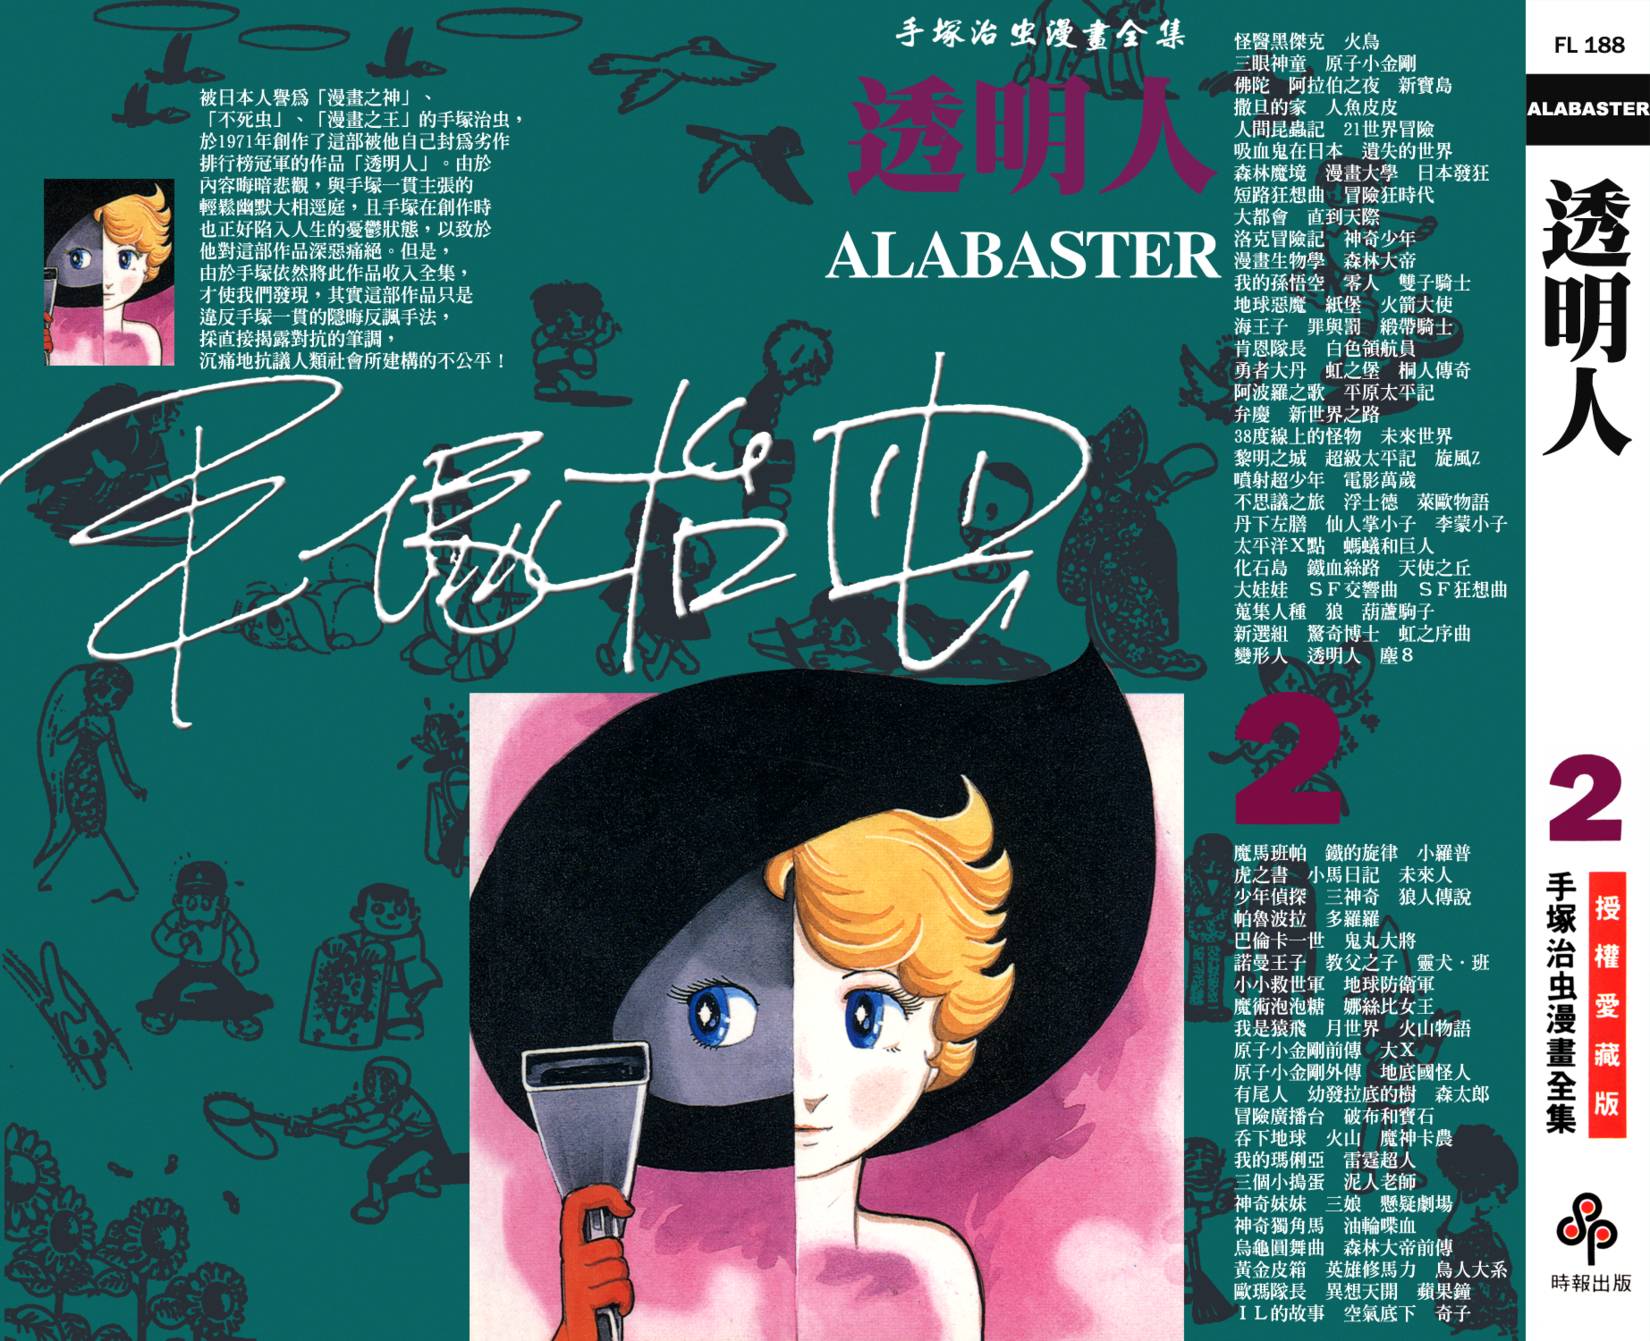 被日本人譽爲「漫畫之神」、
「不死虫」、「漫畫之王」的手塚治虫，
於1971年創作了這部被他自己封爲劣作
排行榜冠軍的作品「透明人」。由於
內容晦暗悲觀，與手塚一貫主張的
輕鬆幽默大相逕庭，且手塚在創作時
也正好陷入人生的憂鬱狀態，以致於
他對這部作品深惡痛絕。但是，
由於手塚依然將此作品收入全集，
才使我們發現，其實這部作品只是
違反手塚一貫的隱晦反諷手法，
採直接揭露對抗的筆調，
沉痛地抗議人類社會所建構的不公平！
手塚治虫
手塚治虫漫畫全集
透明人
ALABASTER
怪醫黑傑克　火鳥
三眼神童　原子小金剛
佛陀　阿拉伯之夜　新寶島
撒旦的家　人魚皮皮
人間昆蟲記　21世界冒險
吸血鬼在日本　遺失的世界
森林魔境　漫畫大學　日本發狂
短路狂想曲　冒險狂時代
大都會　直到天際
洛克冒險記　神奇少年
漫畫生物學　森林大帝
我的孫悟空　零人　雙子騎士
地球惡魔　紙堡　火箭大使
海王子　罪與罰　緞帶騎士
肯恩隊長　白色領航員
勇者大丹　虹之堡　桐人傳奇
阿波羅之歌　平原太平記
弁慶　新世界之路
38度線上的怪物　未來世界
黎明之城　超級太平記　旋風Z
噴射超少年　電影萬歲
不思議之旅　浮士德　萊歐物語
丹下左膳　仙人掌小子　李蒙小子
太平洋Ｘ點　螞蟻和巨人
化石島　鐵血絲路　天使之丘
大娃娃　ＳＦ交響曲　ＳＦ狂想曲
蒐集人種　狼　葫蘆駒子
新選組　驚奇博士　虹之序曲
變形人　透明人　塵８
2
魔馬班帕　鐵的旋律　小羅普
虎之書　小馬日記　未來人
少年偵探　三神奇　狼人傳說
帕魯波拉　多羅羅
巴倫卡一世　鬼丸大將
諾曼王子　教父之子　靈犬·班
小小救世軍　地球防衛軍
魔術泡泡糖　娜絲比女王
我是猿飛　月世界　火山物語
原子小金剛前傳　大Ｘ
原子小金剛外傳　地底國怪人
有尾人　幼發拉底的樹　森太郎
冒險廣播台　破布和寶石
吞下地球　火山　魔神卡農
我的瑪俐亞　雷霆超人
三個小搗蛋　泥人老師
神奇妹妹　三娘　懸疑劇場
神奇獨角馬　油輪喋血
烏龜圓舞曲　森林大帝前傳
黃金皮箱　英雄修馬力　鳥人大系
歐瑪隊長　異想天開　蘋果鐘
ＩＬ的故事　空氣底下　奇子
FL 188
ALABASTER
透明人
2
手塚治虫漫畫全集
授權愛藏版
時報出版